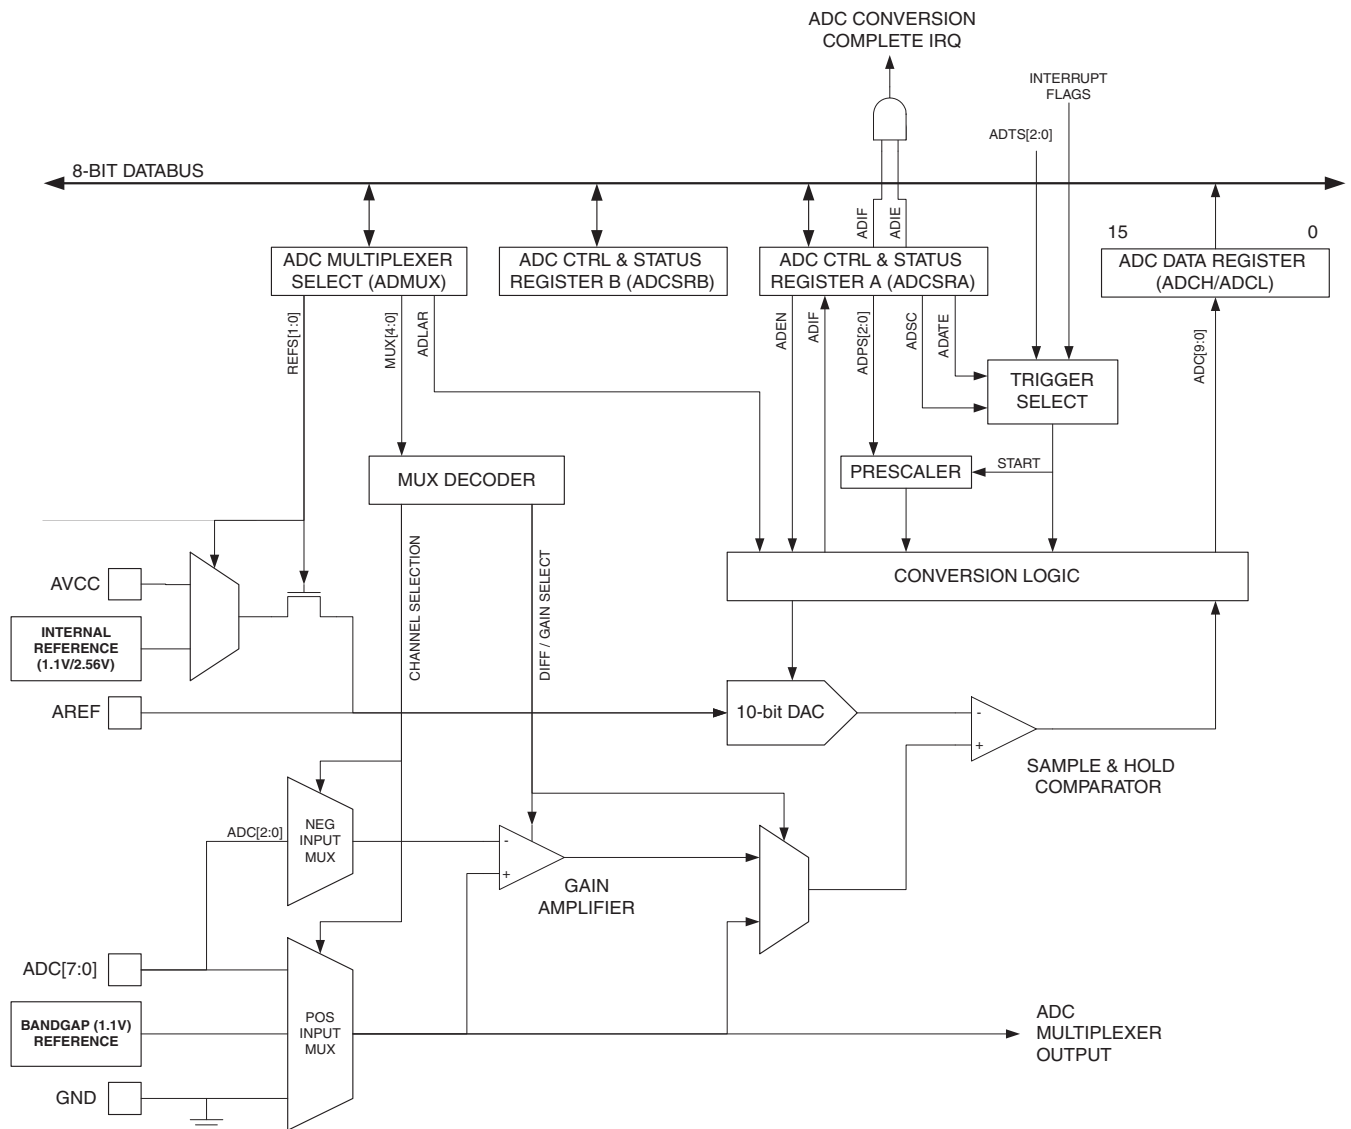 ADC CONVERSION
COMPLETE IRQ
INTERRUPT
FLAGS
ADTS[2:0]
8-BIT DATABUS
ADIF
ADIE
15
0
ADC MULTIPLEXER
SELECT (ADMUX)
ADC CTRL & STATUS
REGISTER B (ADCSRB)
ADC CTRL & STATUS
REGISTER A (ADCSRA)
ADC DATA REGISTER
(ADCH/ADCL)
REFS[1:0]
MUX[4:0]
ADLAR
ADEN
ADIF
ADPS[2:0]
ADSC
ADATE
ADC[9:0]
TRIGGER
SELECT
MUX DECODER
PRESCALER
START
CHANNEL SELECTION
DIFF / GAIN SELECT
CONVERSION LOGIC
AVCC
INTERNAL
REFERENCE
(1.1V/2.56V)
AREF
10-bit DAC
-
+
SAMPLE & HOLD
COMPARATOR
ADC[2:0]
NEG
INPUT
MUX
-
+
GAIN
AMPLIFIER
ADC[7:0]
BANDGAP (1.1V)
REFERENCE
POS
INPUT
MUX
ADC
MULTIPLEXER
OUTPUT
GND